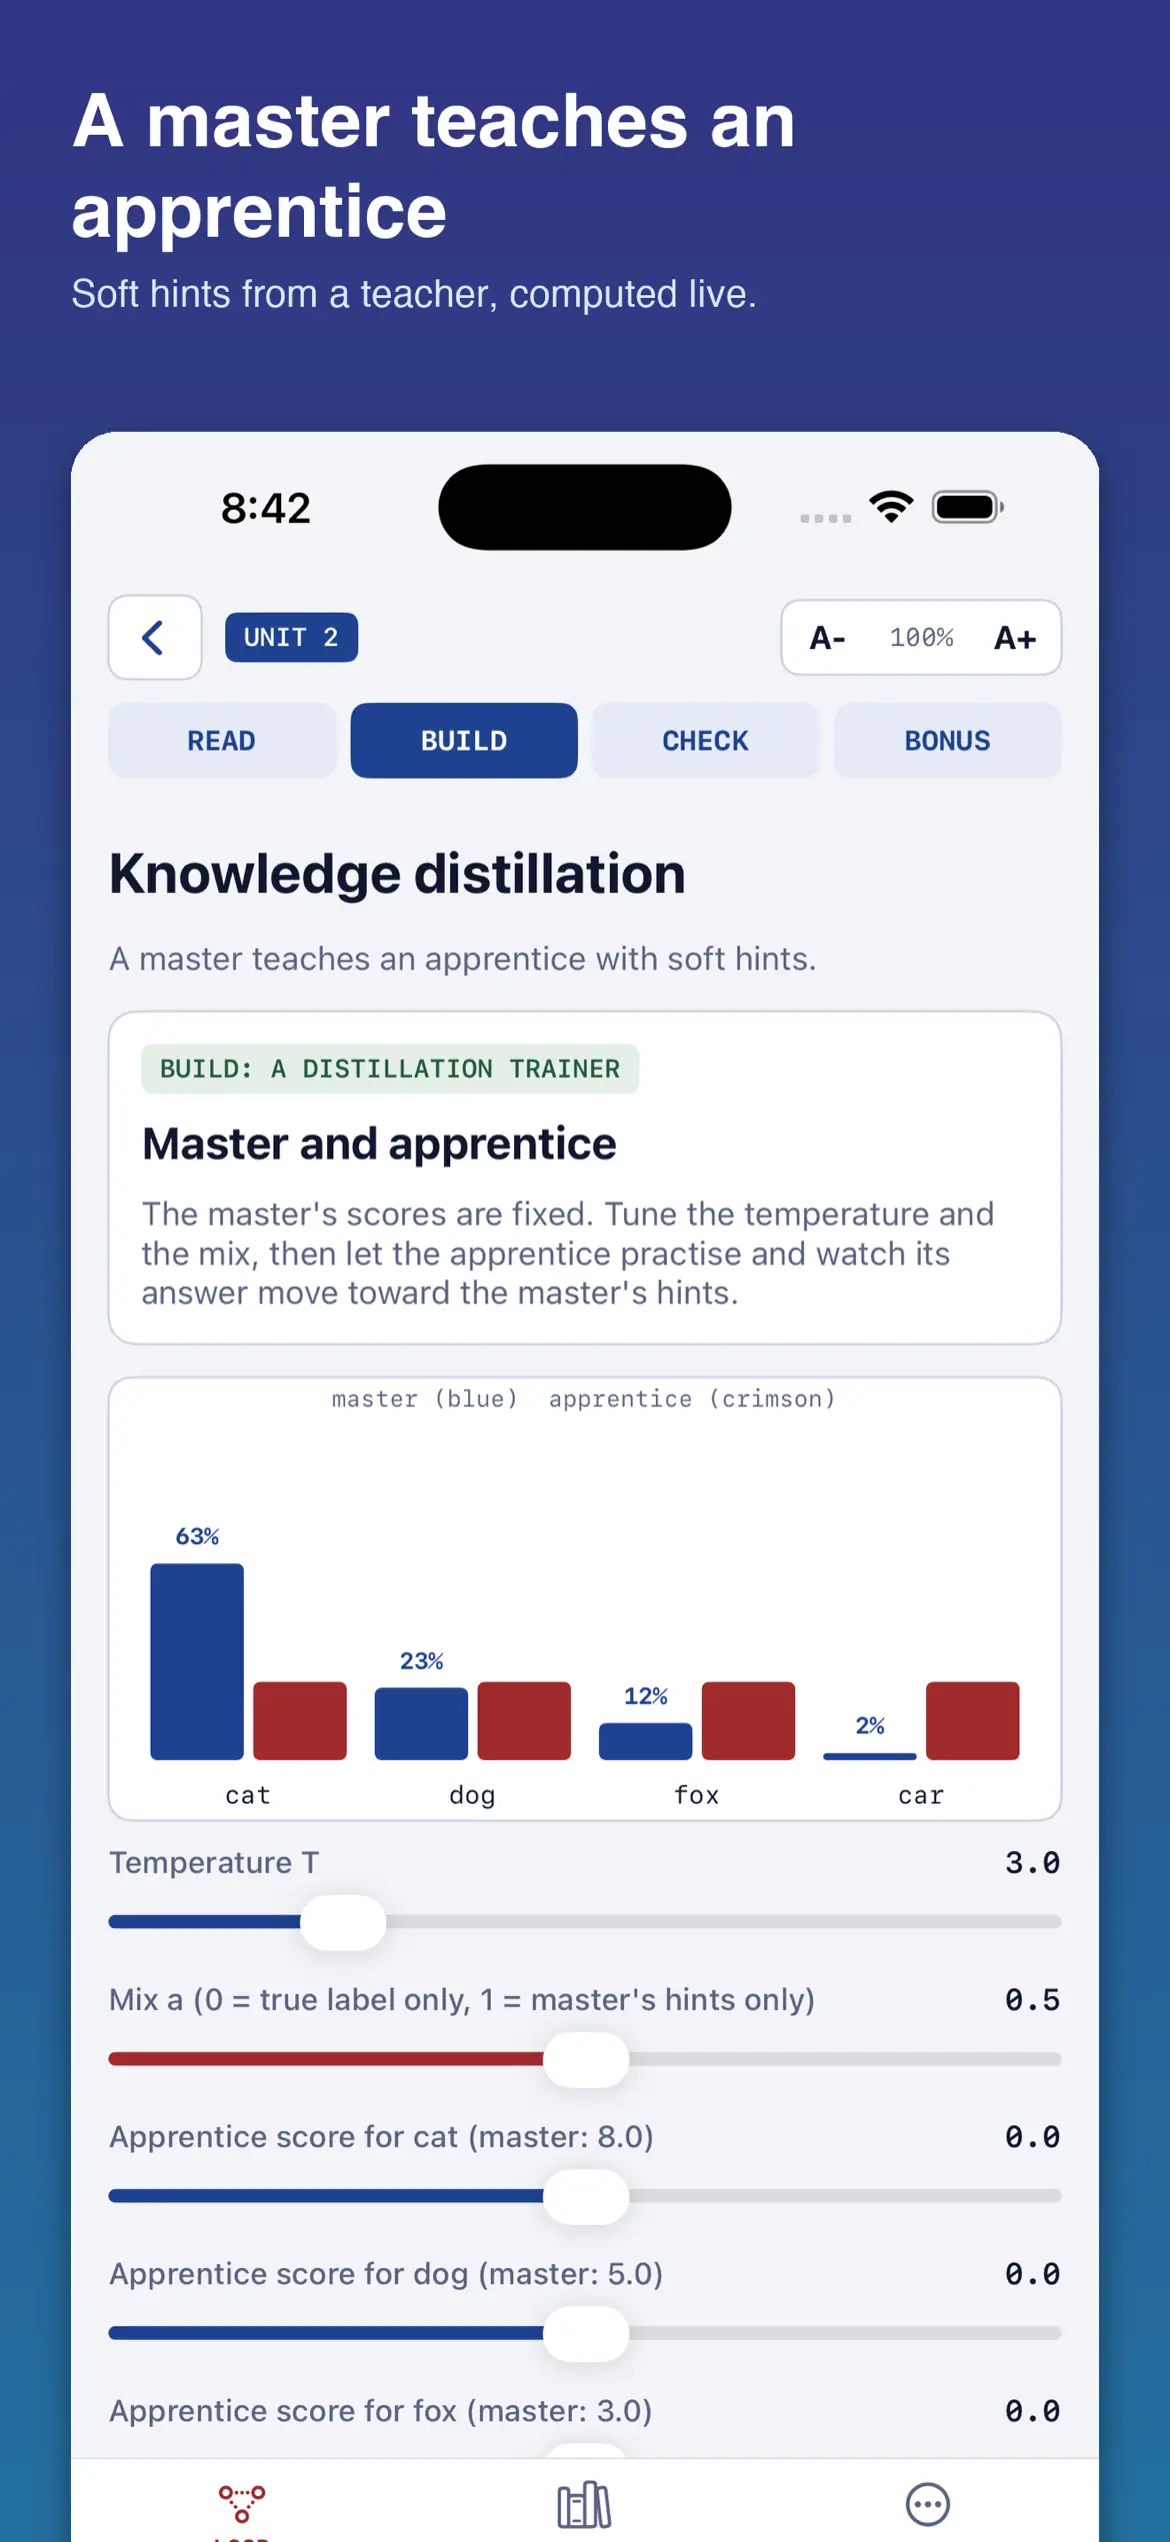 A master teaches an
apprentice
Soft hints from a teacher, computed live.
8:42
UNIT 2
A- 100% A+
READ BUILD CHECK BONUS
Knowledge distillation
A master teaches an apprentice with soft hints.
BUILD: A DISTILLATION TRAINER
Master and apprentice
The master's scores are fixed. Tune the temperature and
the mix, then let the apprentice practise and watch its
answer move toward the master's hints.
master (blue) apprentice (crimson)
63%
23%
12%
2%
cat dog fox car
Temperature T 3.0
Mix a (0 = true label only, 1 = master's hints only) 0.5
Apprentice score for cat (master: 8.0) 0.0
Apprentice score for dog (master: 5.0) 0.0
Apprentice score for fox (master: 3.0) 0.0